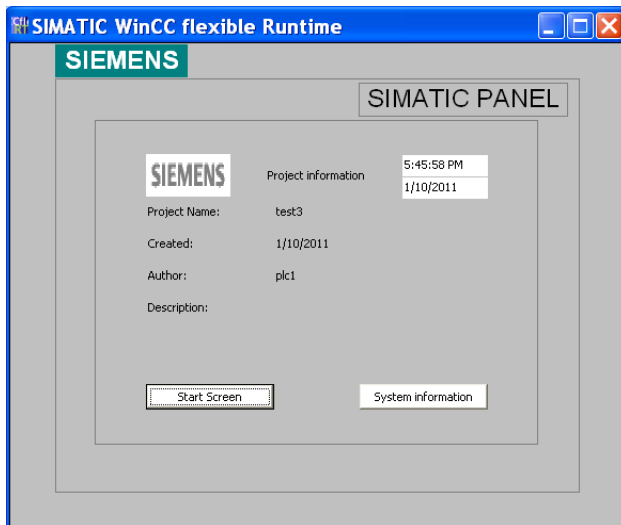 SIMATIC WinCC flexible Runtime
SIEMENS
SIMATIC PANEL
SIEMENS
Project information
5:45:58 PM
1/10/2011
Project Name: test3
Created: 1/10/2011
Author: plc1
Description:
Start Screen
System information